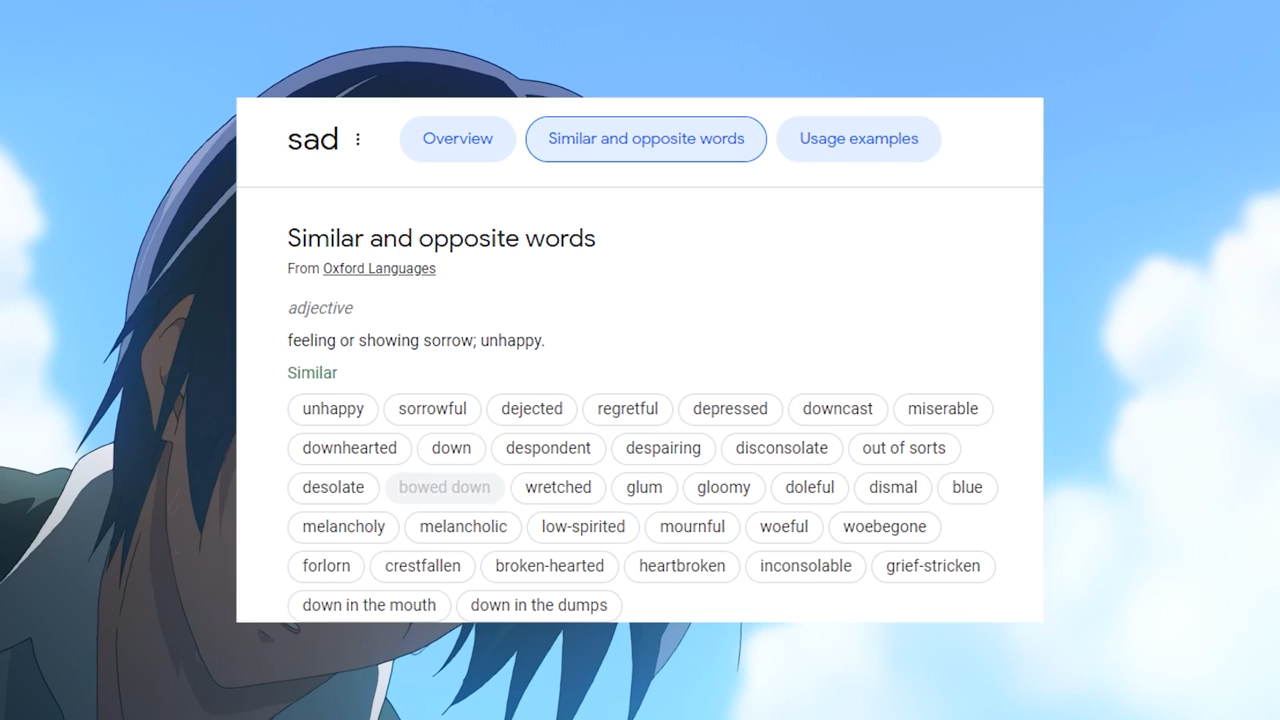 sad Overview Similar and opposite words Usage examples
Similar and opposite words
From Oxford Languages
adjective
feeling or showing sorrow; unhappy.
Similar
unhappy sorrowful dejected regretful depressed downcast miserable
downhearted down despondent despairing disconsolate out of sorts
desolate bowed down wretched glum gloomy doleful dismal blue
melancholy melancholic low-spirited mournful woeful woebegone
forlorn crestfallen broken-hearted heartbroken inconsolable grief-stricken
down in the mouth down in the dumps